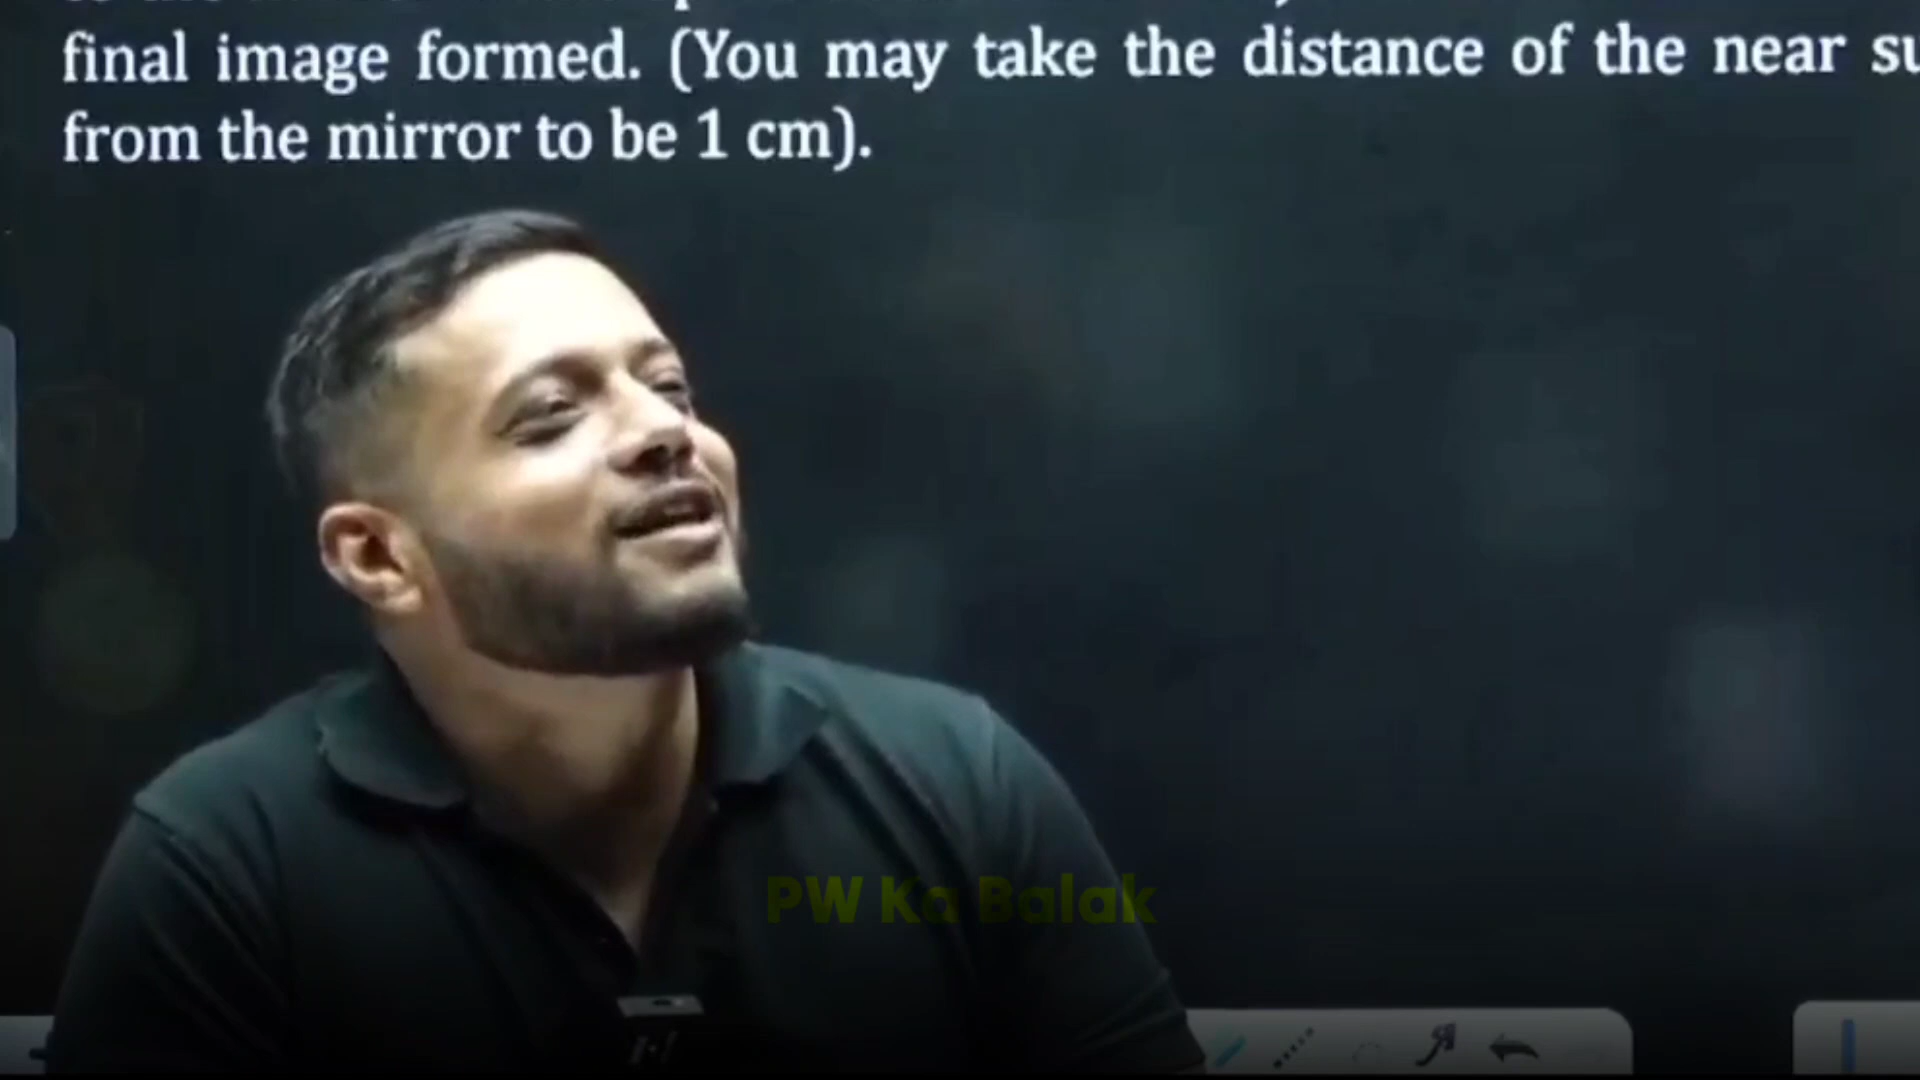 final image formed. (You may take the distance of the near
from the mirror to be 1 cm).
PW Ka Balak